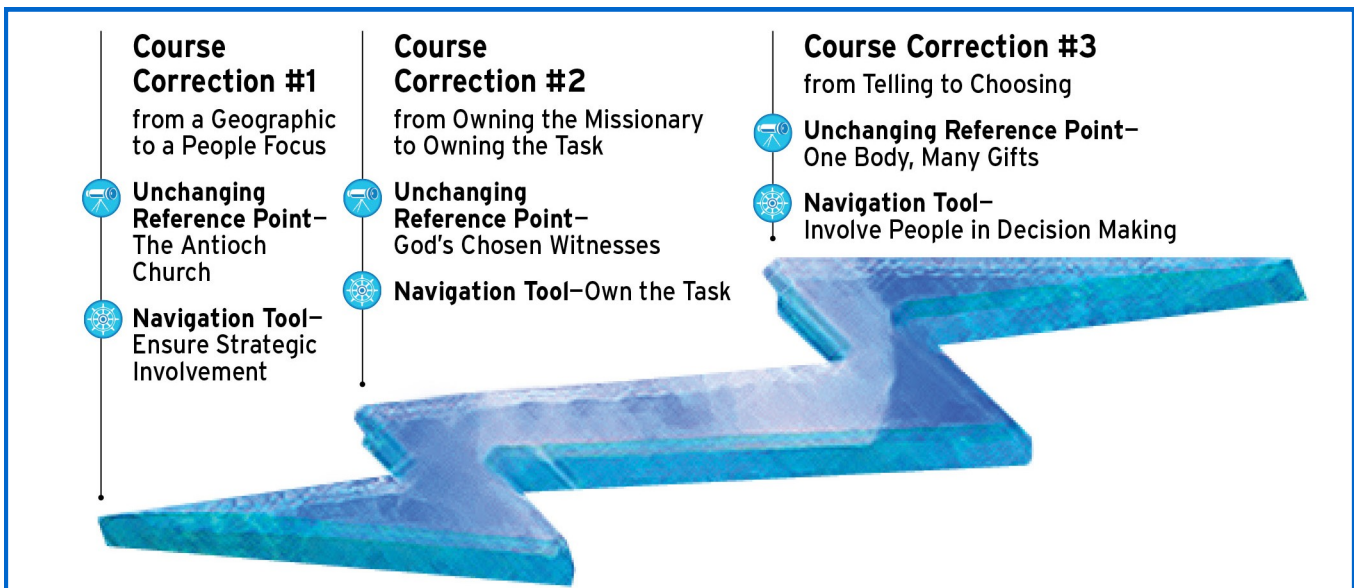 Course
Correction #1
from a Geographic
to a People Focus
Unchanging
Reference Point–
The Antioch
Church
Navigation Tool–
Ensure Strategic
Involvement
Course
Correction #2
from Owning the Missionary
to Owning the Task
Unchanging
Reference Point–
God's Chosen Witnesses
Navigation Tool–Own the Task
Course Correction #3
from Telling to Choosing
Unchanging Reference Point–
One Body, Many Gifts
Navigation Tool–
Involve People in Decision Making